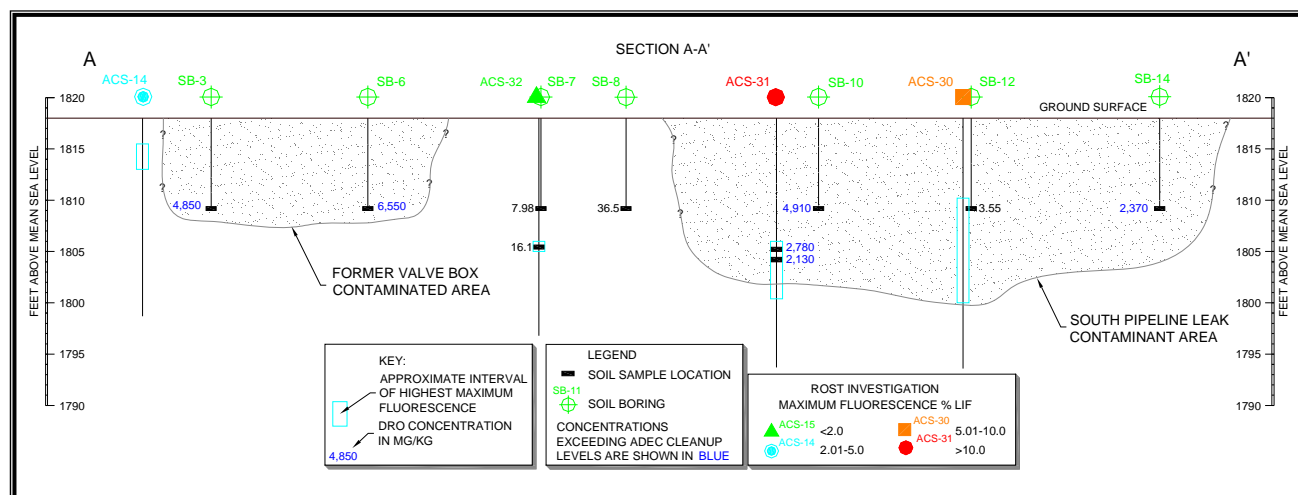 SECTION A-A'
A
A'
ACS-14
SB-3
SB-6
ACS-32
SB-7
SB-8
ACS-31
SB-10
ACS-30
SB-12
SB-14
GROUND SURFACE
FEET ABOVE MEAN SEA LEVEL
1820
1815
1810
1805
1800
1795
1790
?
?
?
?
?
?
?
?
4,850
6,550
7.98
16.1
36.5
4,910
2,780
2,130
3.55
2,370
FORMER VALVE BOX
CONTAMINATED AREA
SOUTH PIPELINE LEAK
CONTAMINANT AREA
1820
1815
1810
1805
1800
1795
1790
FEET ABOVE MEAN SEA LEVEL
KEY:
APPROXIMATE INTERVAL
OF HIGHEST MAXIMUM
FLUORESCENCE
DRO CONCENTRATION
IN MG/KG
4,850
LEGEND
SOIL SAMPLE LOCATION
SB-11
SOIL BORING
CONCENTRATIONS
EXCEEDING ADEC CLEANUP
LEVELS ARE SHOWN IN BLUE
ROST INVESTIGATION
MAXIMUM FLUORESCENCE % LIF
ACS-15 <2.0
ACS-30 5.01-10.0
ACS-14 2.01-5.0
ACS-31 >10.0